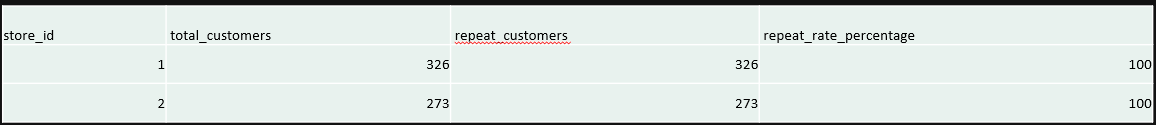 store_id total_customers repeat_customers repeat_rate_percentage
1 326 326 100
2 273 273 100